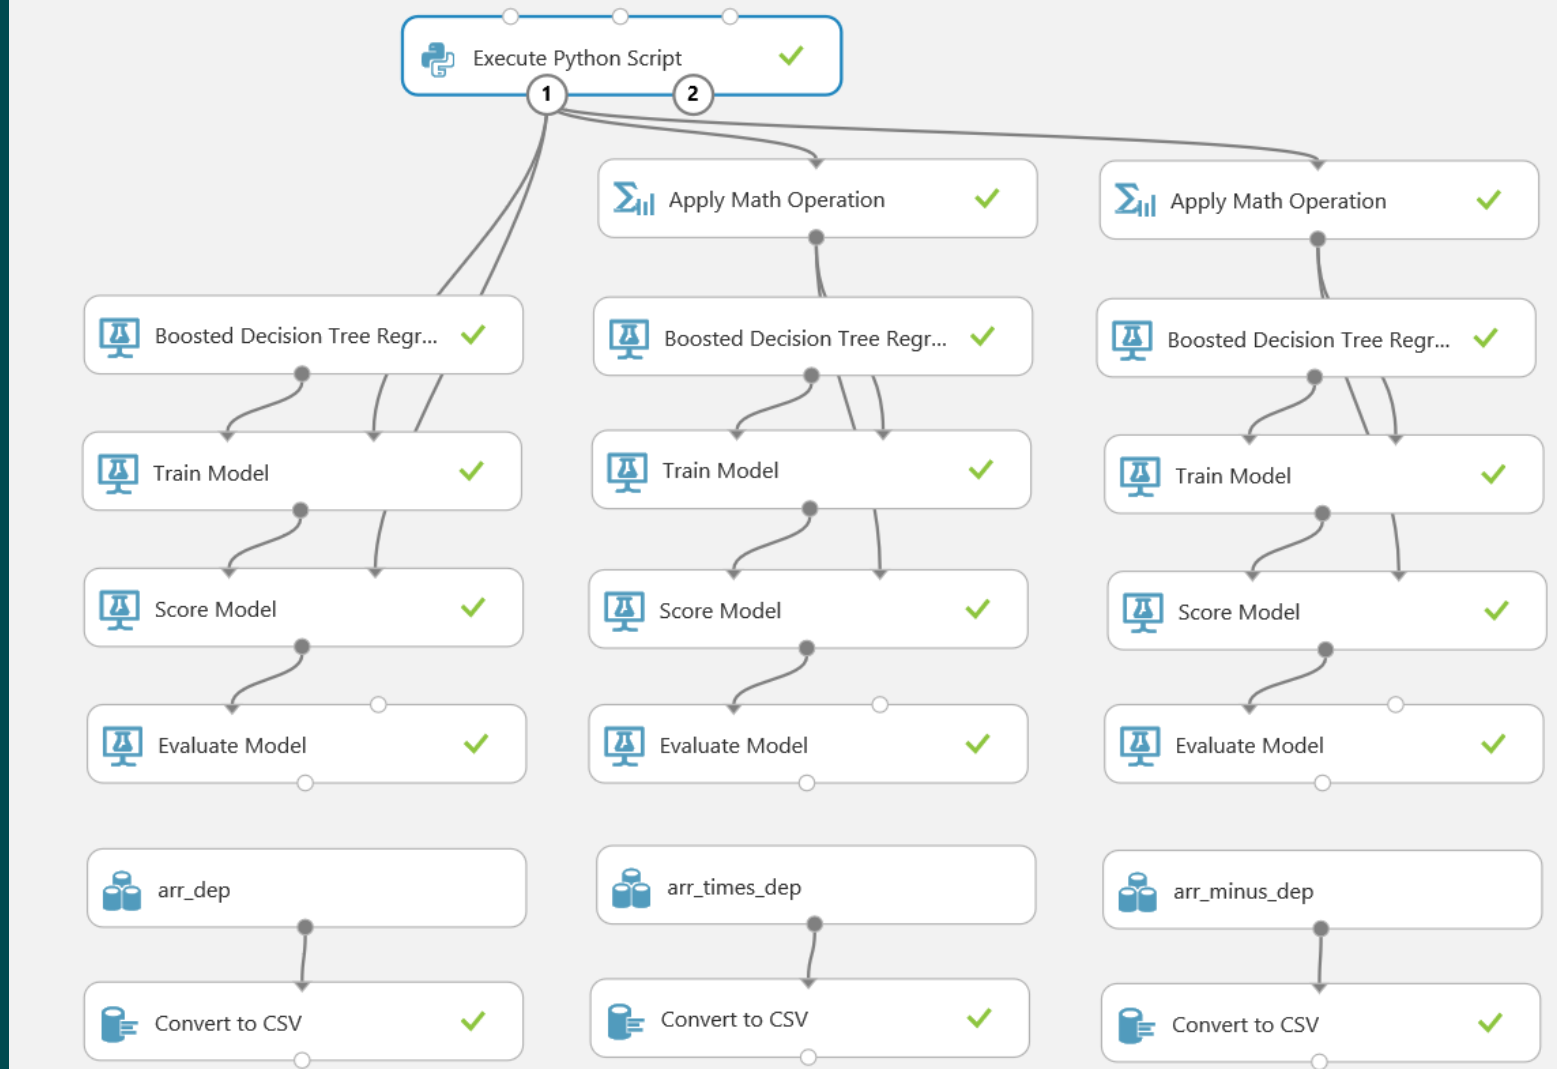 Execute Python Script
1
2
Apply Math Operation
Apply Math Operation
Boosted Decision Tree Regr...
Boosted Decision Tree Regr...
Boosted Decision Tree Regr...
Train Model
Train Model
Train Model
Score Model
Score Model
Score Model
Evaluate Model
Evaluate Model
Evaluate Model
arr_dep
arr_times_dep
arr_minus_dep
Convert to CSV
Convert to CSV
Convert to CSV